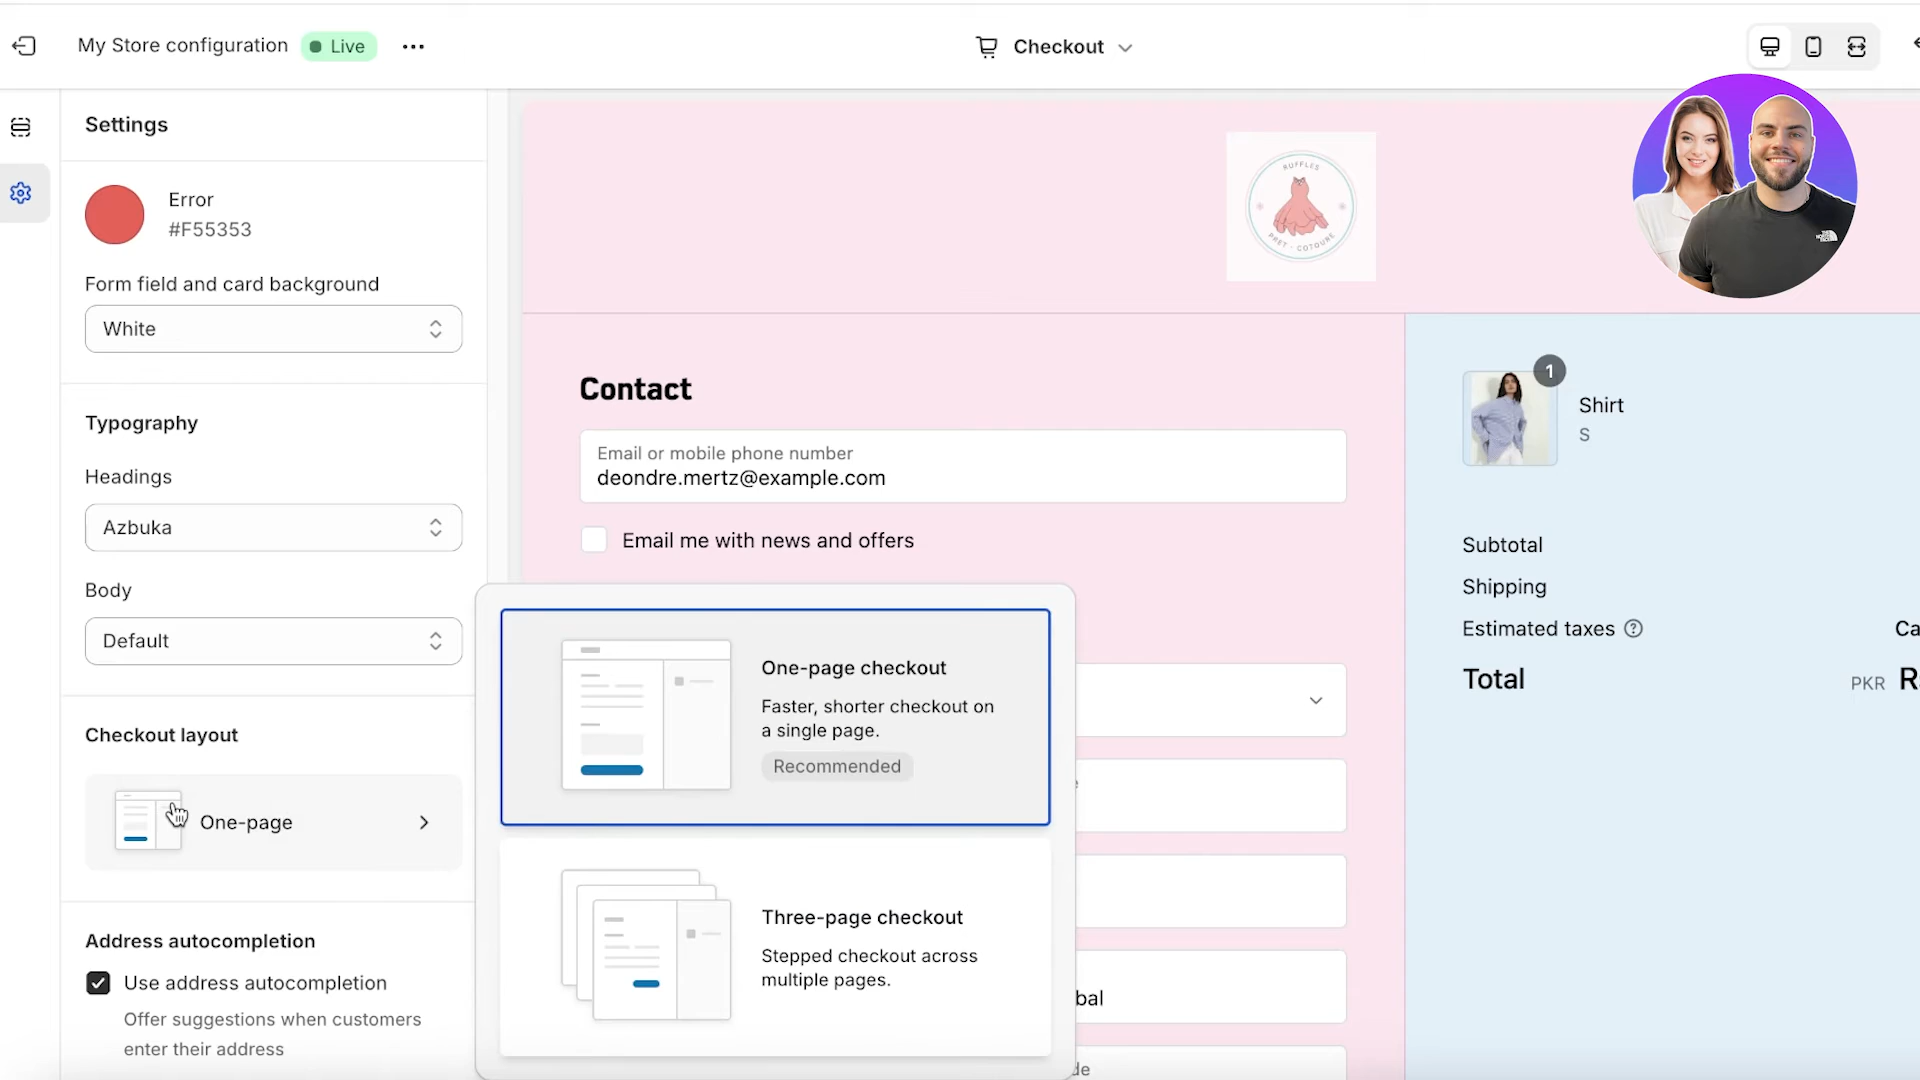 My Store configuration
Live
Checkout
Settings
Error
#F55353
Form field and card background
White
Typography
Headings
Azbuka
Body
Default
Checkout layout
One-page
Address autocompletion
Use address autocompletion
Offer suggestions when customers
enter their address
RUFFLES
PRET - COTOURE
Contact
Email or mobile phone number
deondre.mertz@example.com
Email me with news and offers
One-page checkout
Faster, shorter checkout on
a single page.
Recommended
Three-page checkout
Stepped checkout across
multiple pages.
1
Shirt
S
Subtotal
Shipping
Estimated taxes
Total
PKR